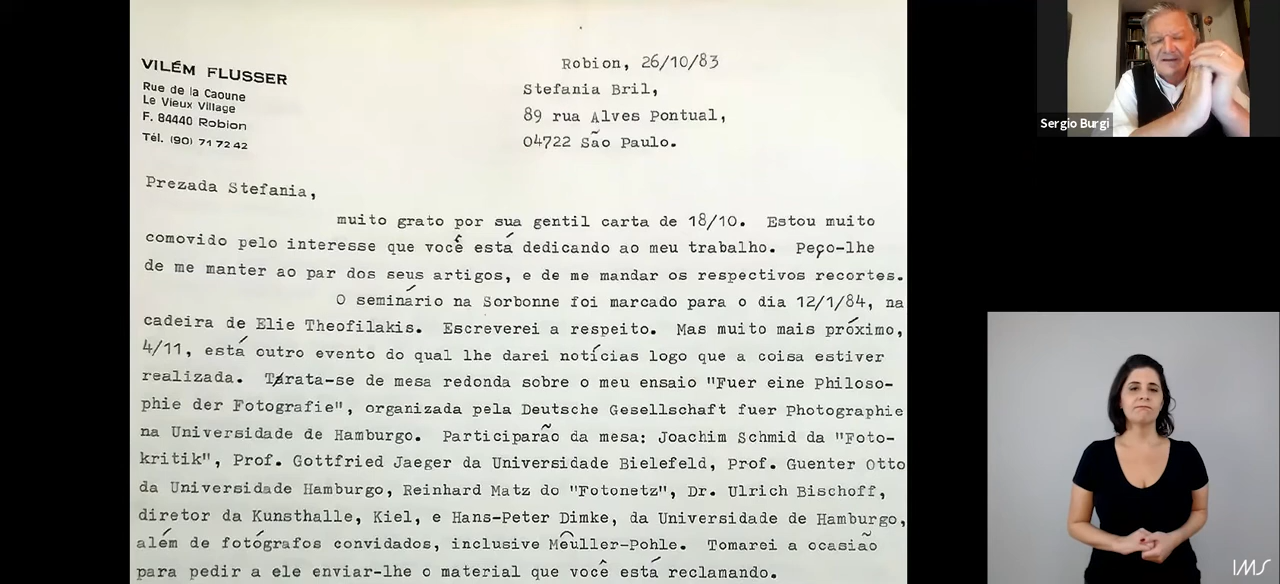 VILÉM FLUSSER
Rue de la Caoune
Le Vieux Village
F. 84440 Robion
Tél. (90) 71 72 42
Robion, 26/10/83
Stefania Bril,
89 rua Alves Pontual,
04722 São Paulo.
Prezada Stefania,
muito grato por sua gentil carta de 18/10. Estou muito
comovido pelo interesse que você está dedicando ao meu trabalho. Peço-lhe
de me manter ao par dos seus artigos, e de me mandar os respectivos recortes.
O seminário na Sorbonne foi marcado para o dia 12/1/84, na
cadeira de Elie Theofilakis. Escreverei a respeito. Mas muito mais próximo,
4/11, está outro evento do qual lhe darei notícias logo que a coisa estiver
realizada. Trata-se de mesa redonda sobre o meu ensaio "Fuer eine Philoso-
phie der Fotografie", organizada pela Deutsche Gesellschaft fuer Photographie
na Universidade de Hamburgo. Participarão da mesa: Joachim Schmid da "Foto-
kritik", Prof. Gottfried Jaeger da Universidade Bielefeld, Prof. Guenter Otto
da Universidade Hamburgo, Reinhard Matz do "Fotonetz", Dr. Ulrich Bischoff,
diretor da Kunsthalle, Kiel, e Hans-Peter Dimke, da Universidade de Hamburgo,
além de fotógrafos convidados, inclusive Meuller-Pohle. Tomarei a ocasião
para pedir a ele enviar-lhe o material que você está reclamando.
Sergio Burgi
IMS